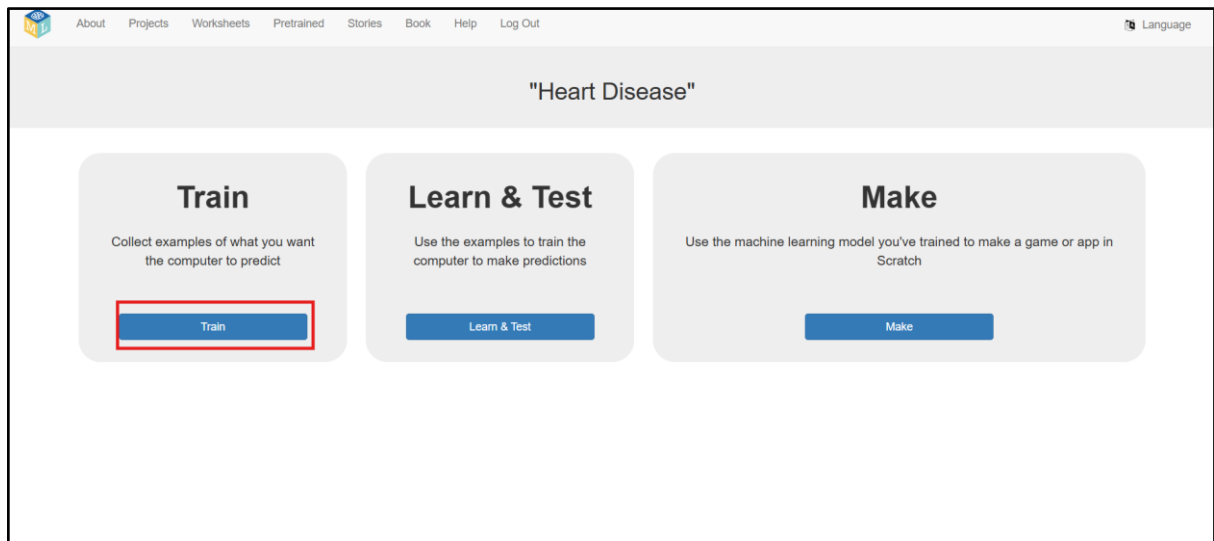 About Projects Worksheets Pretrained Stories Book Help Log Out Language
"Heart Disease"
Train
Collect examples of what you want
the computer to predict
Train
Learn & Test
Use the examples to train the
computer to make predictions
Learn & Test
Make
Use the machine learning model you've trained to make a game or app in
Scratch
Make